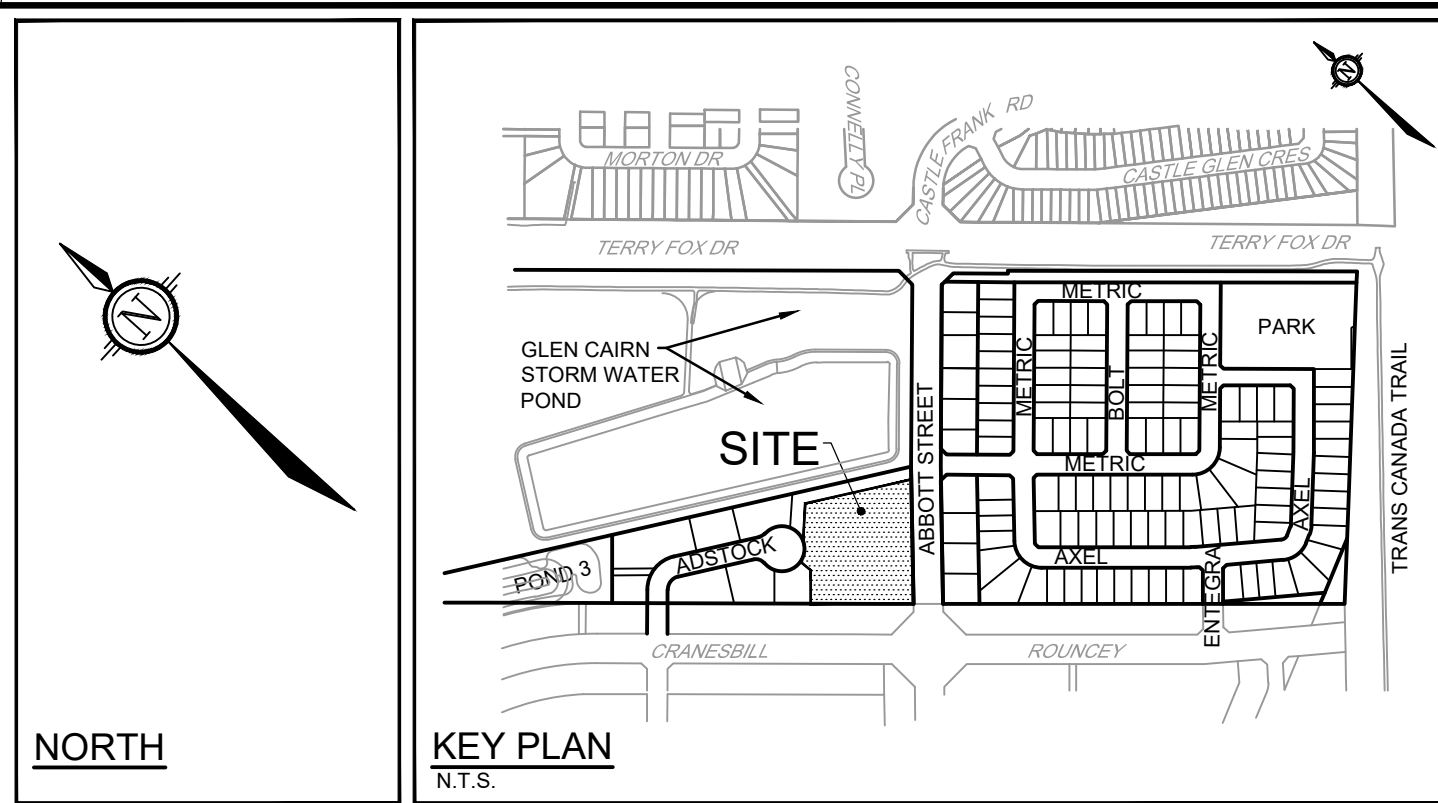 N
NORTH
N
CONNELLY PL
CASTLE FRANK RD
MORTON DR
CASTLE GLEN CRES
TERRY FOX DR
TERRY FOX DR
METRIC
PARK
GLEN CAIRN
STORM WATER
POND
METRIC
BOLT
METRIC
TRANS CANADA TRAIL
ABBOTT STREET
SITE
METRIC
AXEL
ADSTOCK
AXEL
POND 3
ENTEGRA
CRANESBILL
ROUNCEY
KEY PLAN
N.T.S.